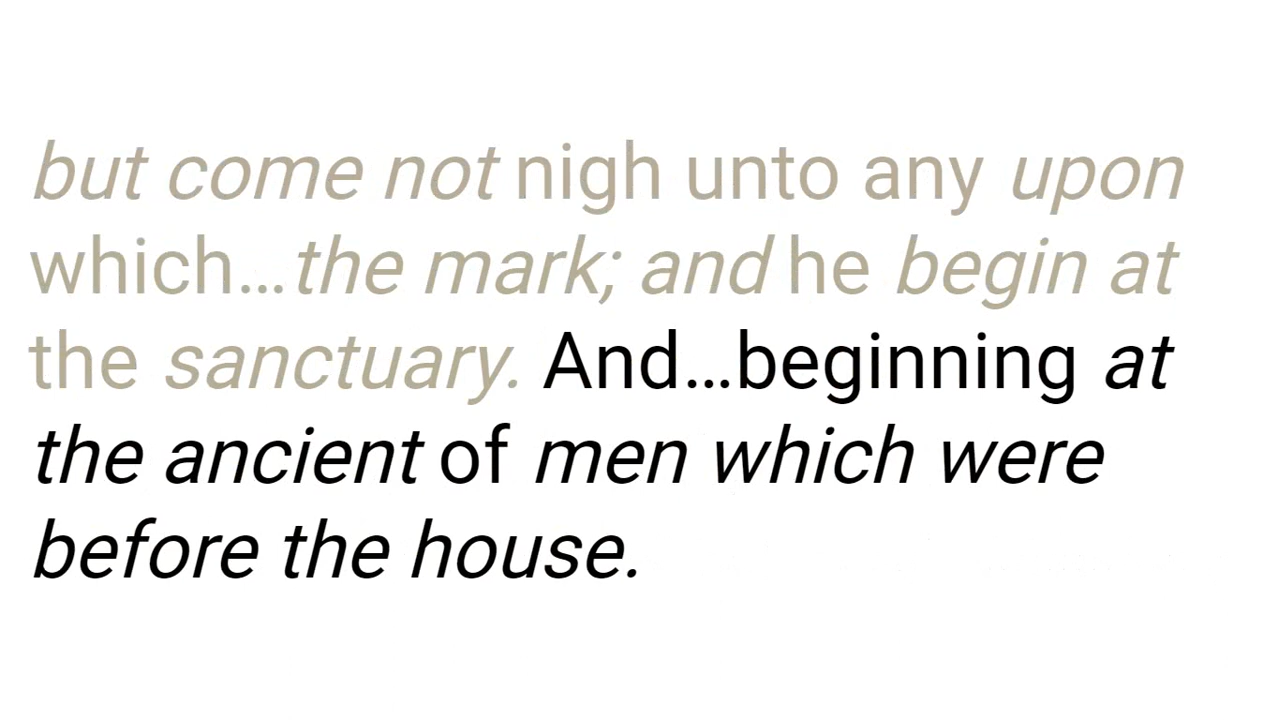 but come not nigh unto any upon
which…the mark; and he begin at
the sanctuary. And…beginning at
the ancient of men which were
before the house.